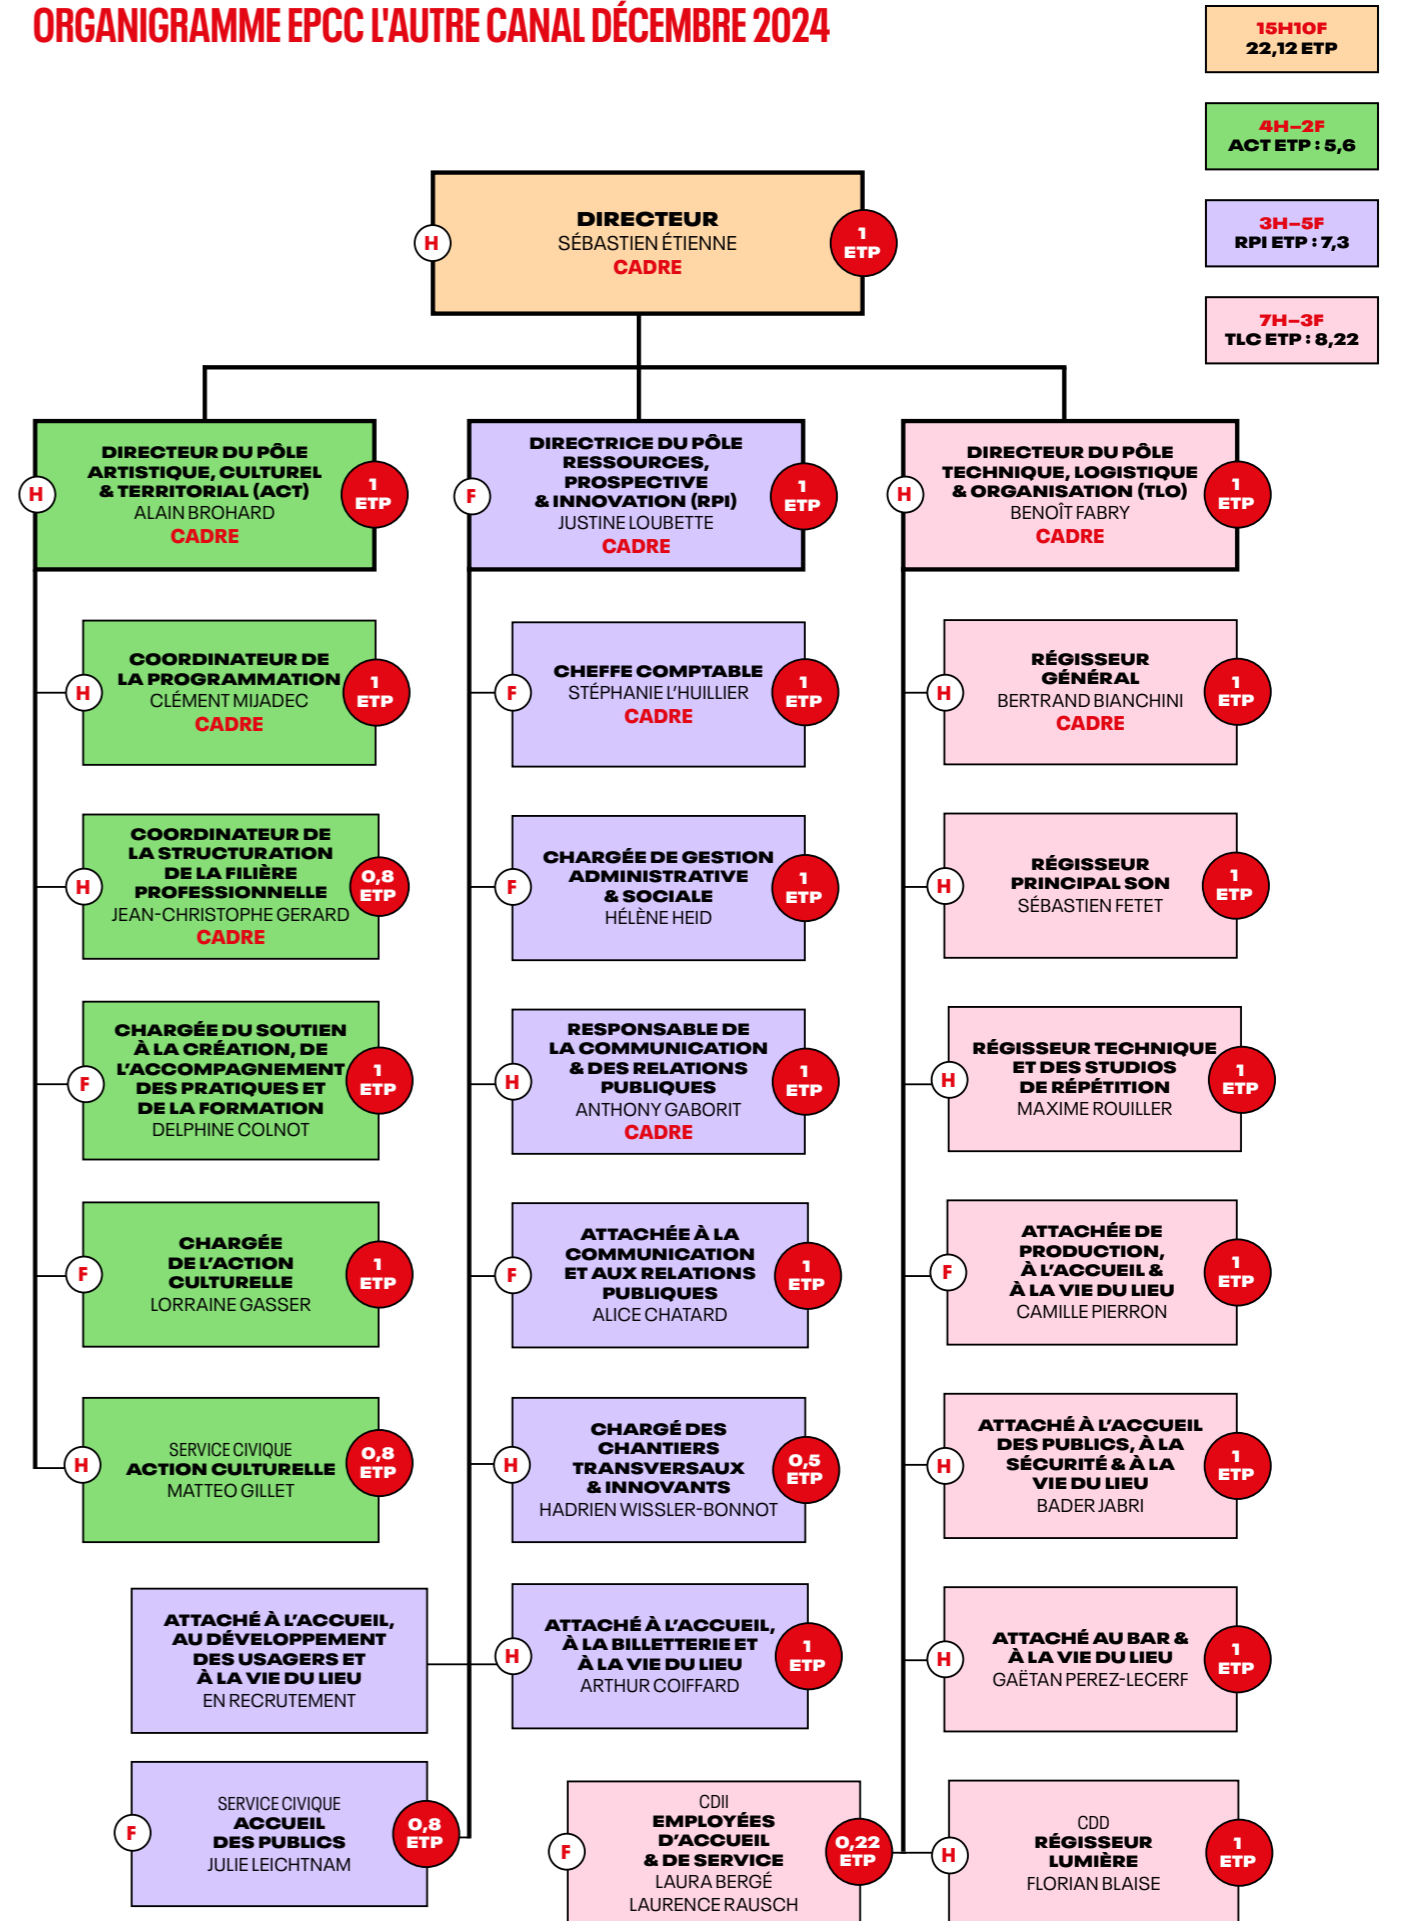 ORGANIGRAMME EPCC L'AUTRE CANAL DÉCEMBRE 2024
15H10F
22,12 ETP
4H–2F
ACT ETP : 5,6
3H–5F
RPI ETP : 7,3
7H–3F
TLC ETP : 8,22
H
DIRECTEUR
SÉBASTIEN ÉTIENNE
CADRE
1
ETP
H
DIRECTEUR DU PÔLE
ARTISTIQUE, CULTUREL
& TERRITORIAL (ACT)
ALAIN BROHARD
CADRE
1
ETP
H
COORDINATEUR DE
LA PROGRAMMATION
CLÉMENT MIJADEC
CADRE
1
ETP
H
COORDINATEUR DE
LA STRUCTURATION
DE LA FILIÈRE
PROFESSIONNELLE
JEAN-CHRISTOPHE GERARD
CADRE
0,8
ETP
F
CHARGÉE DU SOUTIEN
À LA CRÉATION, DE
L'ACCOMPAGNEMENT
DES PRATIQUES ET
DE LA FORMATION
DELPHINE COLNOT
1
ETP
F
CHARGÉE
DE L'ACTION
CULTURELLE
LORRAINE GASSER
1
ETP
H
SERVICE CIVIQUE
ACTION CULTURELLE
MATTEO GILLET
0,8
ETP
F
DIRECTRICE DU PÔLE
RESSOURCES,
PROSPECTIVE
& INNOVATION (RPI)
JUSTINE LOUBETTE
CADRE
1
ETP
F
CHEFFE COMPTABLE
STÉPHANIE L'HUILLIER
CADRE
1
ETP
F
CHARGÉE DE GESTION
ADMINISTRATIVE
& SOCIALE
HÉLÈNE HEID
1
ETP
H
RESPONSABLE DE
LA COMMUNICATION
& DES RELATIONS
PUBLIQUES
ANTHONY GABORIT
CADRE
1
ETP
F
ATTACHÉE À LA
COMMUNICATION
ET AUX RELATIONS
PUBLIQUES
ALICE CHATARD
1
ETP
H
CHARGÉ DES
CHANTIERS
TRANSVERSAUX
& INNOVANTS
HADRIEN WISSLER-BONNOT
0,5
ETP
ATTACHÉ À L'ACCUEIL,
AU DÉVELOPPEMENT
DES USAGERS ET
À LA VIE DU LIEU
EN RECRUTEMENT
H
ATTACHÉ À L'ACCUEIL,
À LA BILLETTERIE ET
À LA VIE DU LIEU
ARTHUR COIFFARD
1
ETP
F
SERVICE CIVIQUE
ACCUEIL
DES PUBLICS
JULIE LEICHTNAM
0,8
ETP
H
DIRECTEUR DU PÔLE
TECHNIQUE, LOGISTIQUE
& ORGANISATION (TLO)
BENOÎT FABRY
CADRE
1
ETP
H
RÉGISSEUR
GÉNÉRAL
BERTRAND BIANCHINI
CADRE
1
ETP
H
RÉGISSEUR
PRINCIPAL SON
SÉBASTIEN FETET
1
ETP
H
RÉGISSEUR TECHNIQUE
ET DES STUDIOS
DE RÉPÉTITION
MAXIME ROUILLER
1
ETP
F
ATTACHÉE DE
PRODUCTION,
À L'ACCUEIL &
À LA VIE DU LIEU
CAMILLE PIERRON
1
ETP
H
ATTACHÉ À L'ACCUEIL
DES PUBLICS, À LA
SÉCURITÉ & À LA
VIE DU LIEU
BADER JABRI
1
ETP
H
ATTACHÉ AU BAR &
À LA VIE DU LIEU
GAËTAN PEREZ-LECERF
1
ETP
F
CDII
EMPLOYÉES
D'ACCUEIL
& DE SERVICE
LAURA BERGÉ
LAURENCE RAUSCH
0,22
ETP
H
CDD
RÉGISSEUR
LUMIÈRE
FLORIAN BLAISE
1
ETP